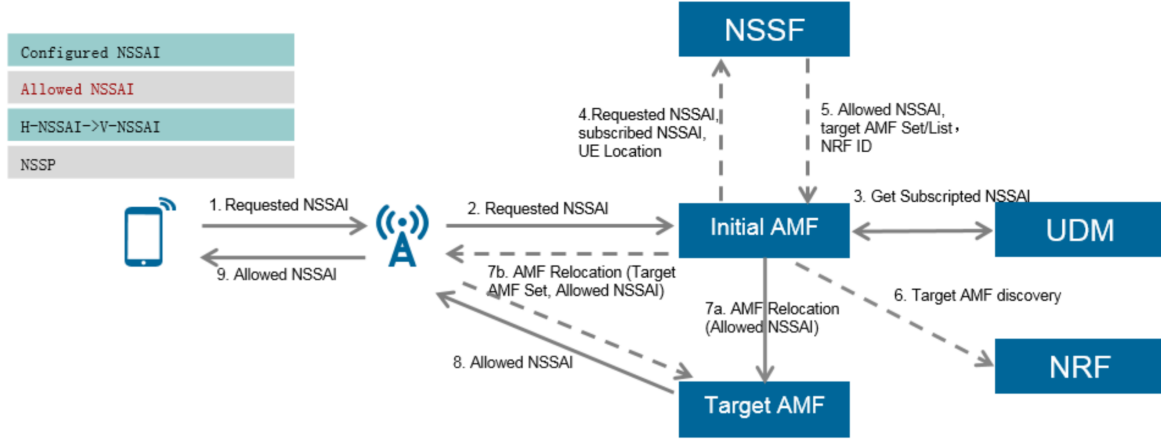 NSSF
Configured NSSAI
Allowed NSSAI
H-NSSAI->V-NSSAI
NSSP
4.Requested NSSAI,
subscribed NSSAI,
UE Location
5. Allowed NSSAI,
target AMF Set/List，
NRF ID
1. Requested NSSAI
2. Requested NSSAI
3. Get Subscripted NSSAI
Initial AMF
UDM
9. Allowed NSSAI
7b. AMF Relocation (Target
AMF Set, Allowed NSSAI)
7a. AMF Relocation
(Allowed NSSAI)
6. Target AMF discovery
8. Allowed NSSAI
NRF
Target AMF